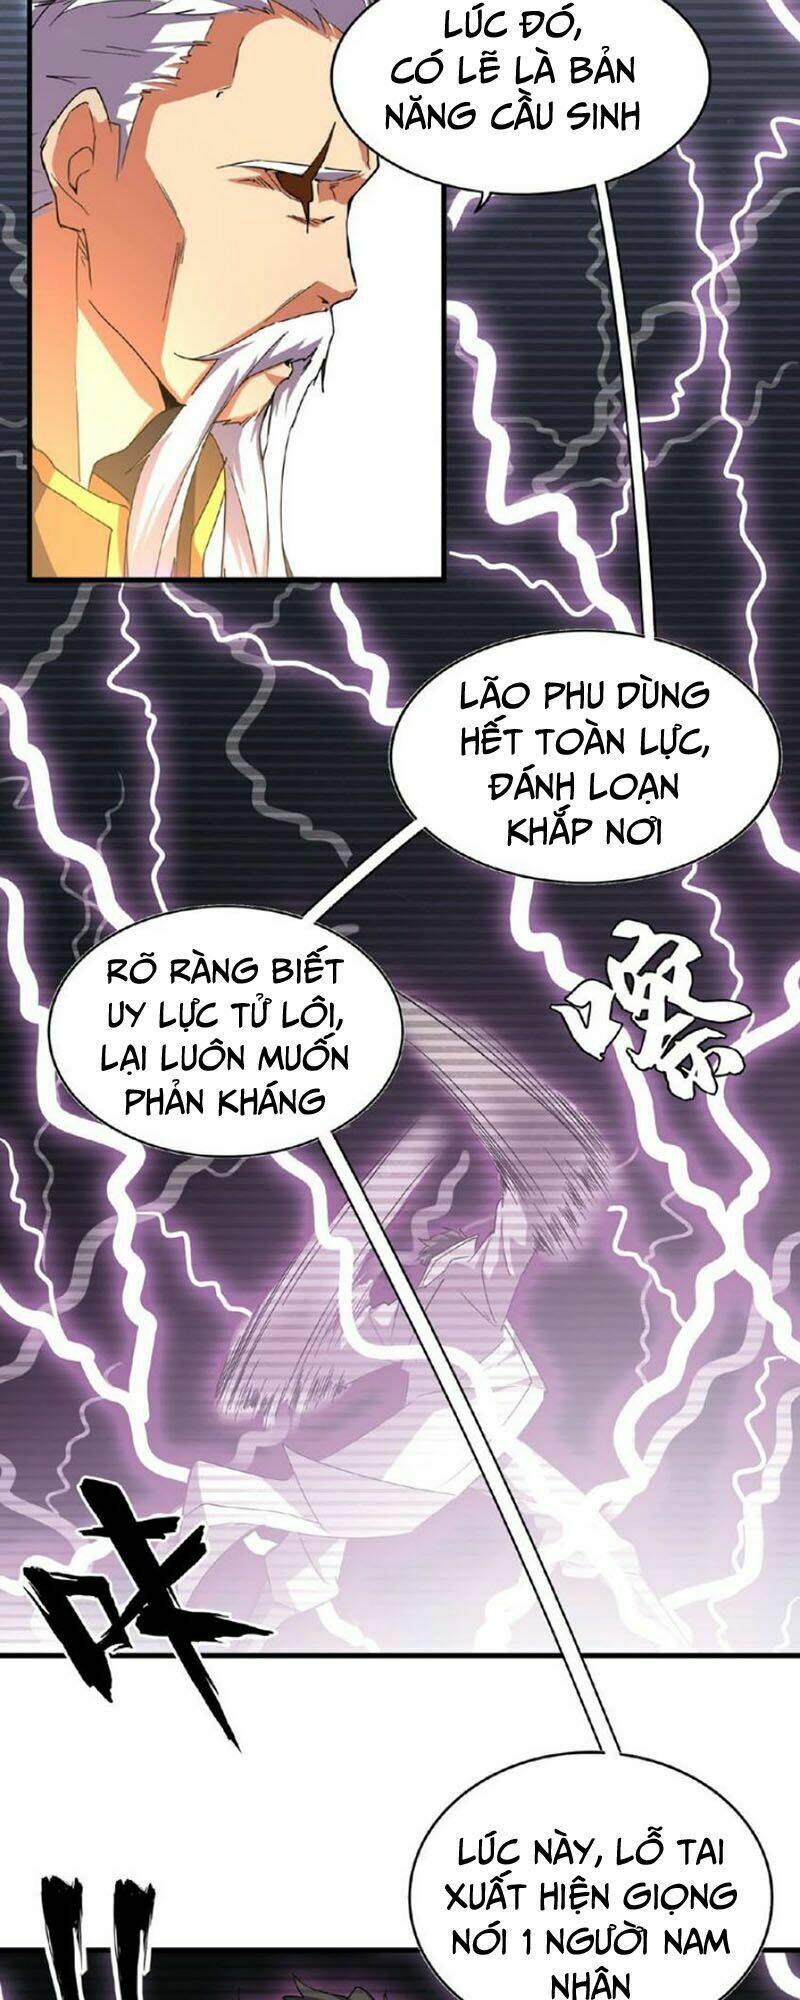 LÚC ĐÓ,
CÓ LẼ LÀ BẢN
NĂNG CẦU SINH
LÃO PHU DÙNG
HẾT TOÀN LỰC,
ĐÁNH LOẠN
KHẮP NƠI
RÕ RÀNG BIẾT
UY LỰC TỬ LÔI,
LẠI LUÔN MUỐN
PHẢN KHÁNG
LÚC NÀY, LỖ TAI
XUẤT HIỆN GIỌNG
NÓI 1 NGƯỜI NAM
NHÂN